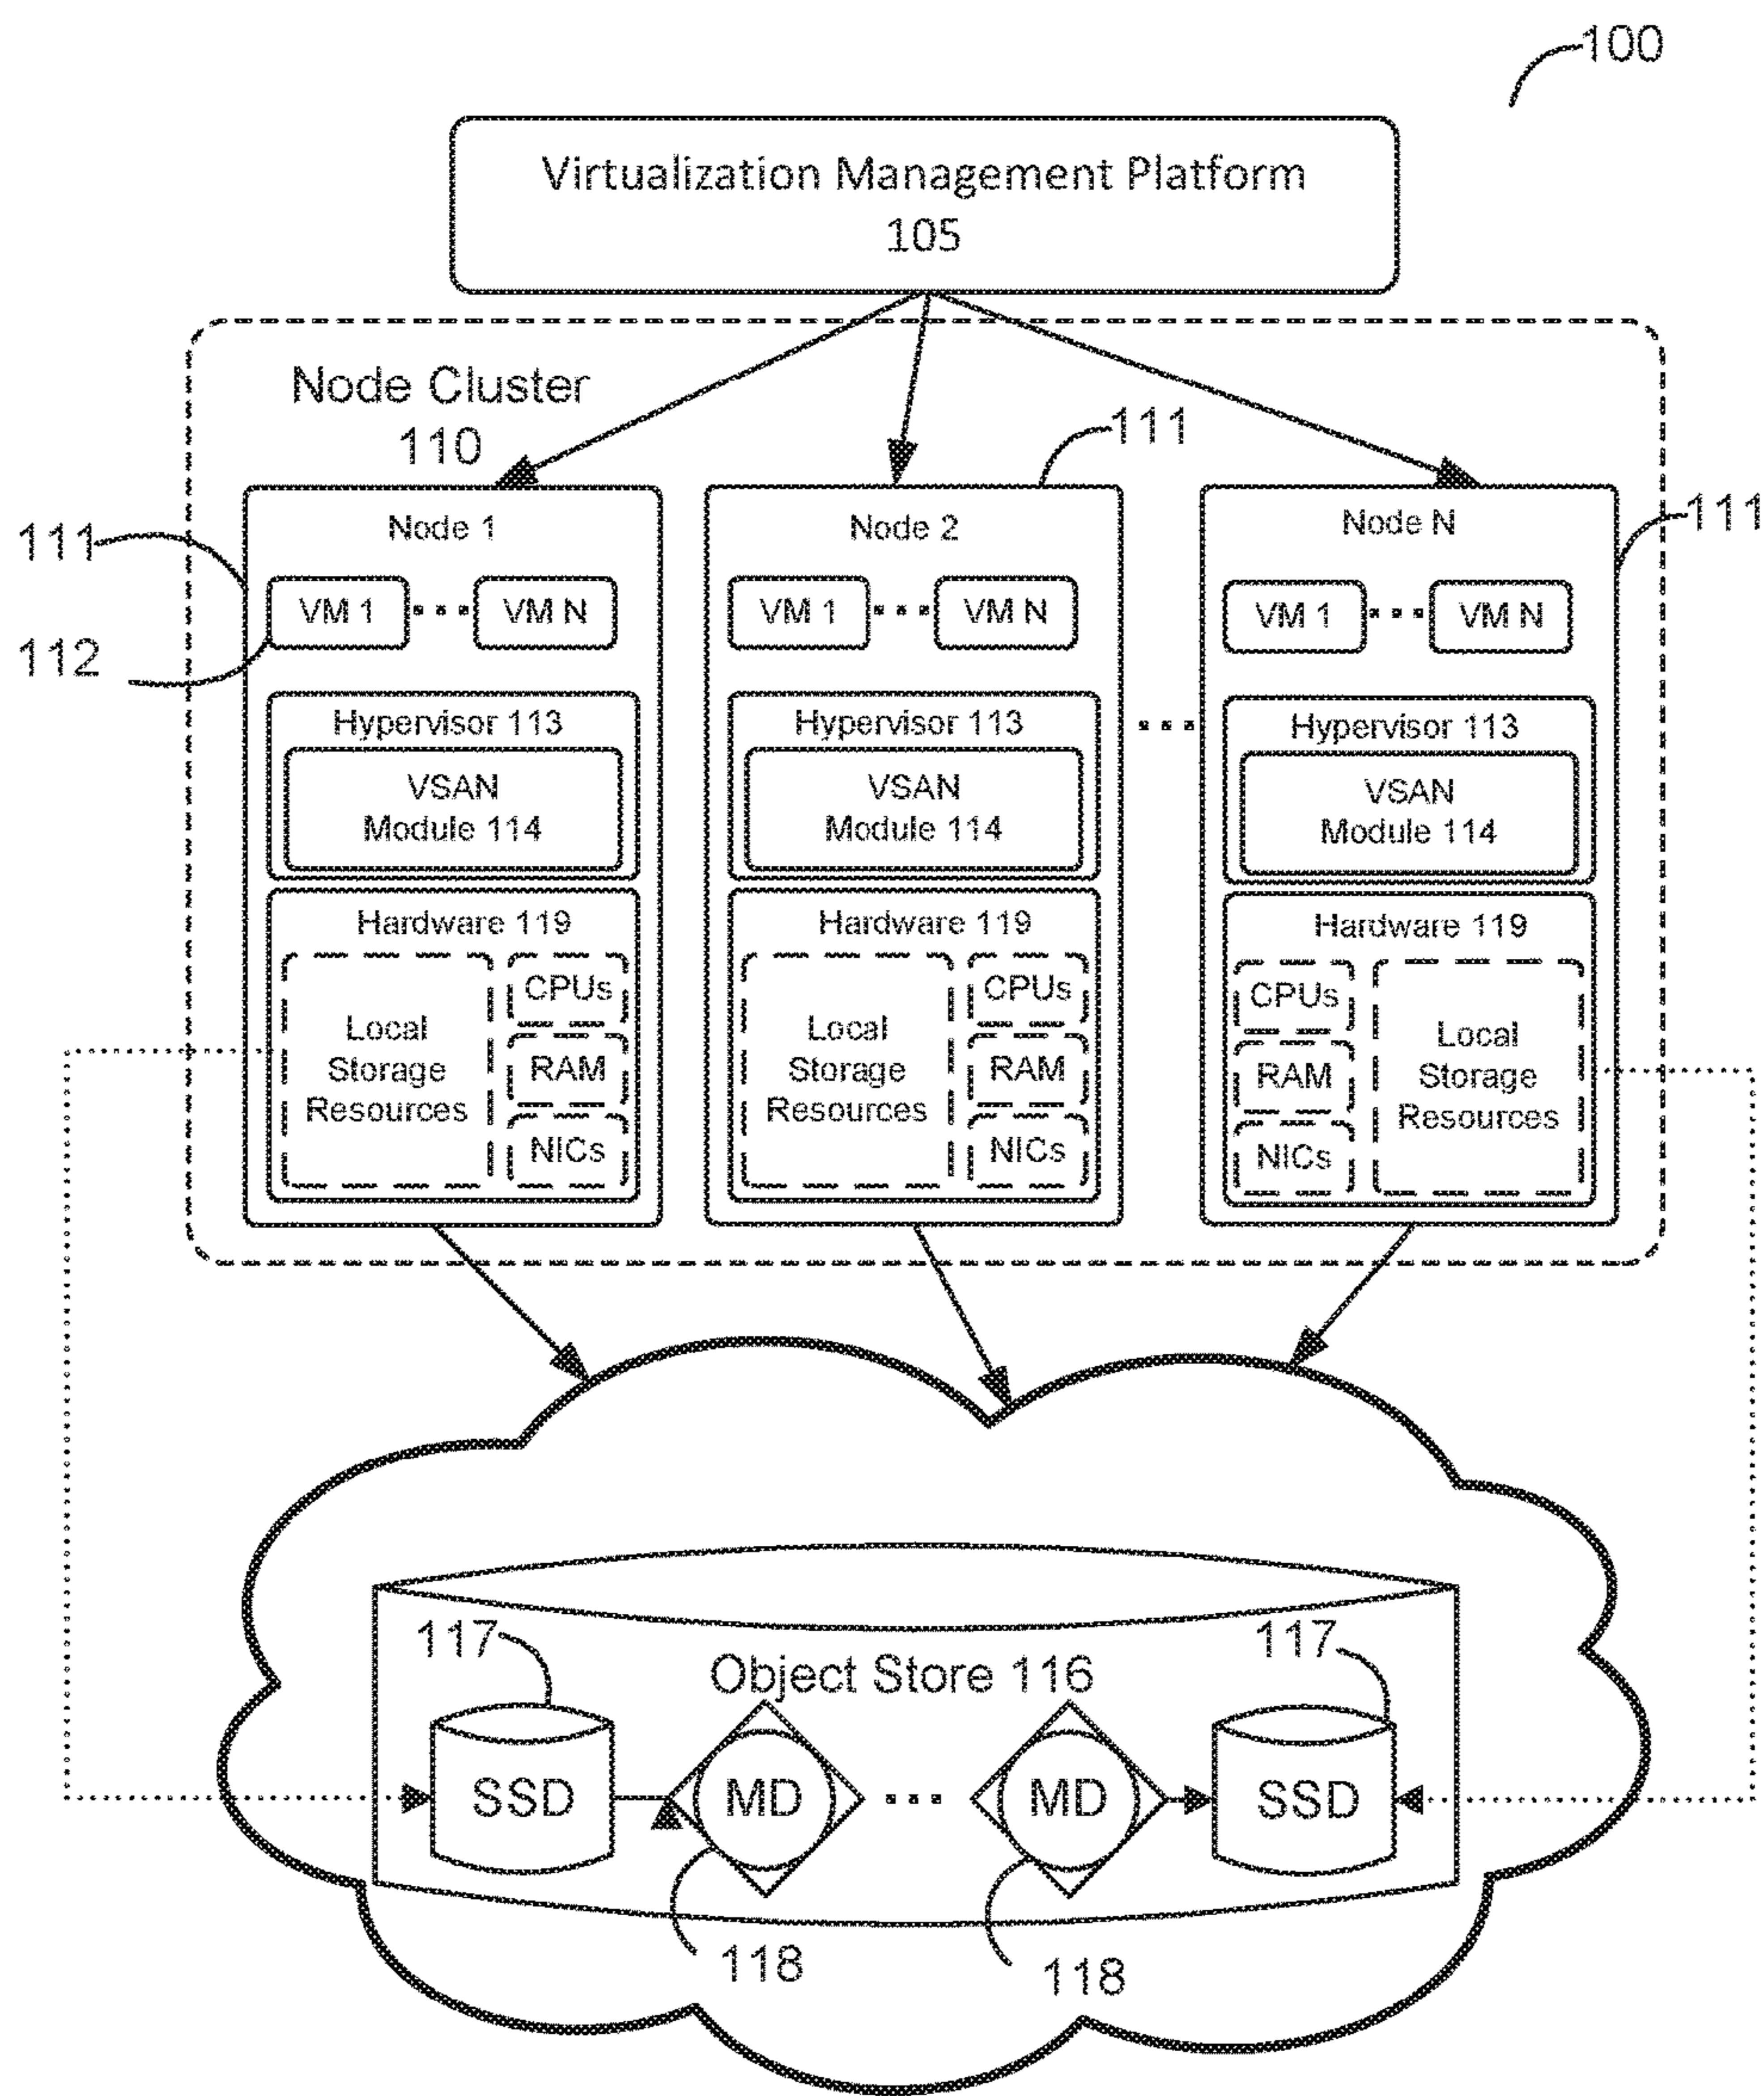 100
Virtualization Management Platform
105
Node Cluster
110
111
111
111
112
Node 1
VM 1 ... VM N
Hypervisor 113
VSAN
Module 114
Hardware 119
Local
Storage
Resources
CPUs
RAM
NICs
Node 2
VM 1 ... VM N
Hypervisor 113
VSAN
Module 114
Hardware 119
Local
Storage
Resources
CPUs
RAM
NICs
...
Node N
VM 1 ... VM N
Hypervisor 113
VSAN
Module 114
Hardware 119
CPUs
RAM
NICs
Local
Storage
Resources
117
117
Object Store 116
SSD
MD
...
MD
SSD
118
118